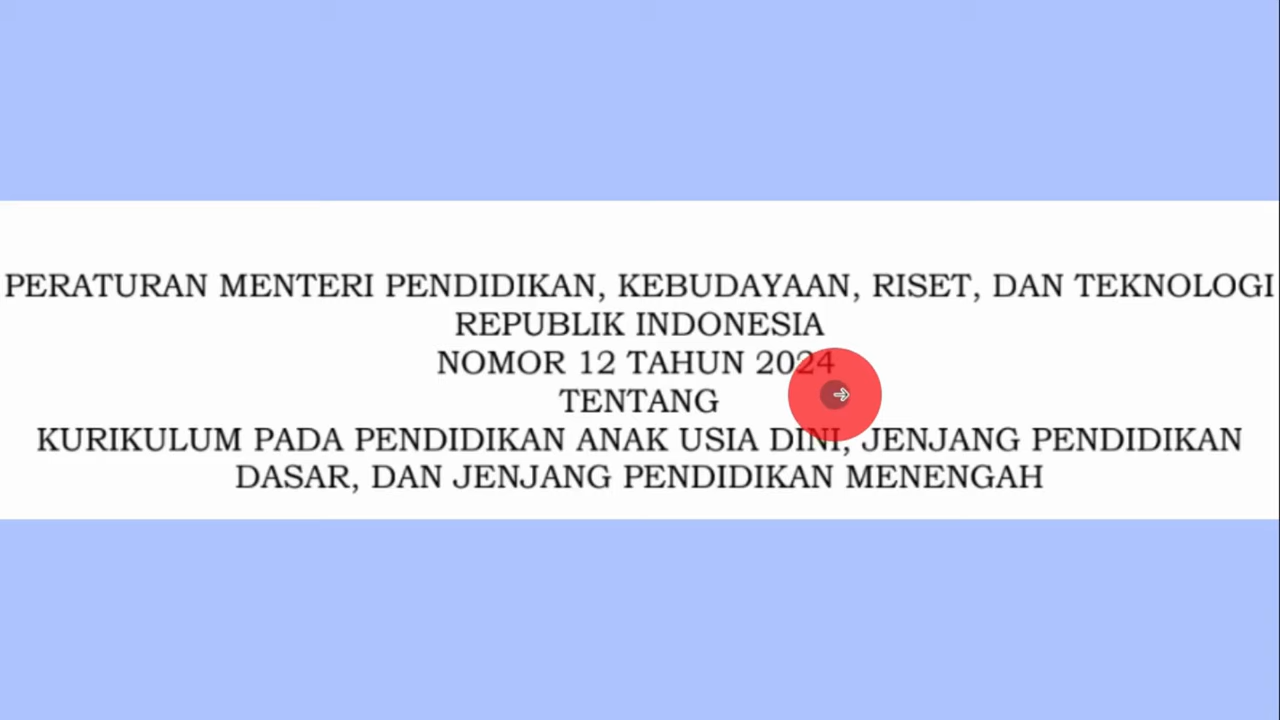 PERATURAN MENTERI PENDIDIKAN, KEBUDAYAAN, RISET, DAN TEKNOLOGI
REPUBLIK INDONESIA
NOMOR 12 TAHUN 2024
TENTANG
KURIKULUM PADA PENDIDIKAN ANAK USIA DINI, JENJANG PENDIDIKAN
DASAR, DAN JENJANG PENDIDIKAN MENENGAH